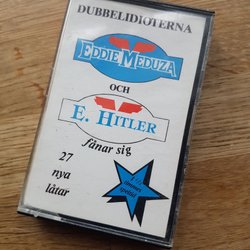 DUBBELIDIOTERNA
EDDIE MEDUZA
OCH
E. HITLER
fånar sig
27
nya
låtar